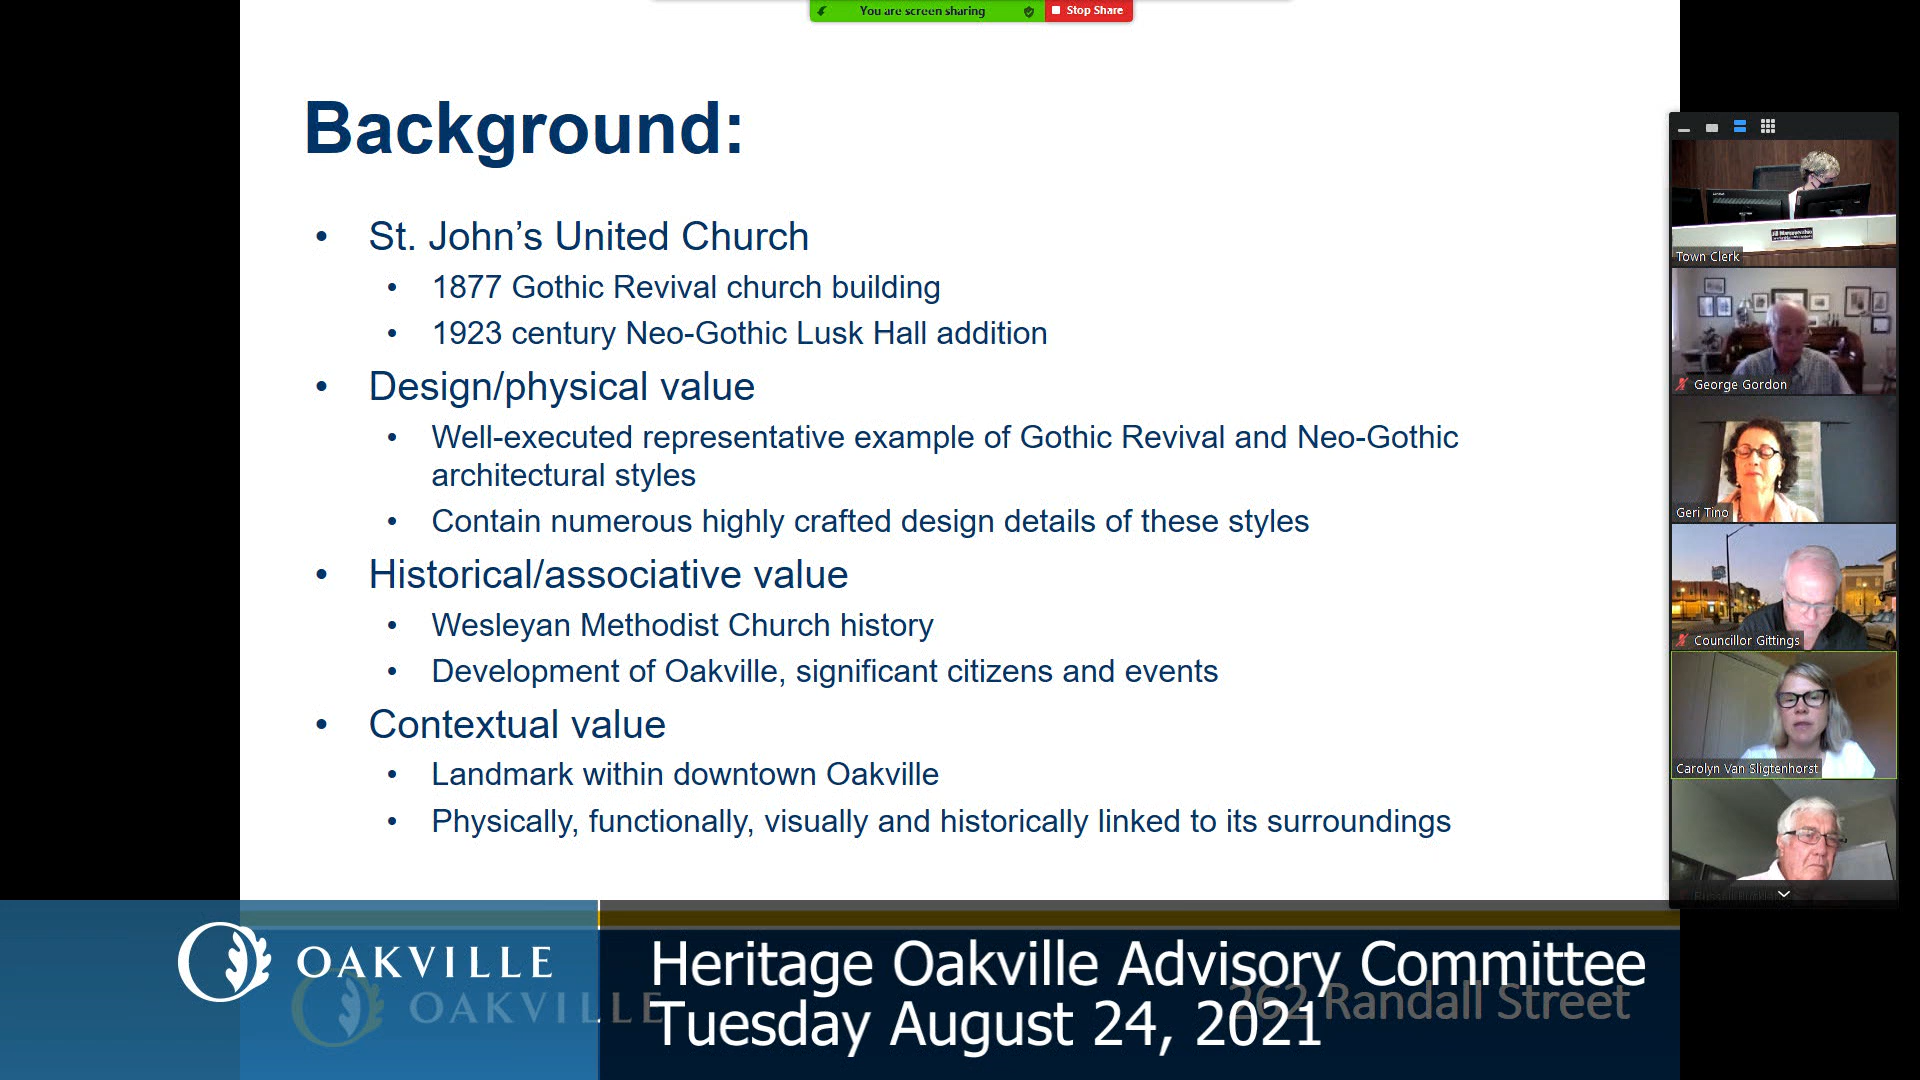 You are screen sharing
Stop Share
Background:
• St. John’s United Church
• 1877 Gothic Revival church building
• 1923 century Neo-Gothic Lusk Hall addition
• Design/physical value
• Well-executed representative example of Gothic Revival and Neo-Gothic
architectural styles
• Contain numerous highly crafted design details of these styles
• Historical/associative value
• Wesleyan Methodist Church history
• Development of Oakville, significant citizens and events
• Contextual value
• Landmark within downtown Oakville
• Physically, functionally, visually and historically linked to its surroundings
Town Clerk
George Gordon
Geri Tino
Councillor Gittings
Carolyn Van Sligtenhorst
OAKVILLE
OAKVILLE
Heritage Oakville Advisory Committee
Tuesday August 24, 2021
262 Randall Street